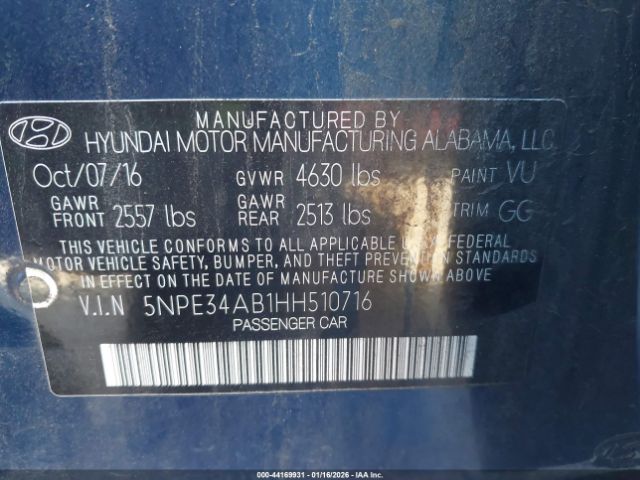 MANUFACTURED BY
HYUNDAI MOTOR MANUFACTURING ALABAMA, LLC
Oct/07/16 GVWR 4630 lbs PAINT VU
GAWR FRONT 2557 lbs GAWR REAR 2513 lbs TRIM GG
THIS VEHICLE CONFORMS TO ALL APPLICABLE U.S. FEDERAL
MOTOR VEHICLE SAFETY, BUMPER, AND THEFT PREVENTION STANDARDS
IN EFFECT ON THE DATE OF MANUFACTURE SHOWN ABOVE
V.I.N 5NPE34AB1HH510716
PASSENGER CAR
000-44169931 - 01/16/2026 - IAA Inc.